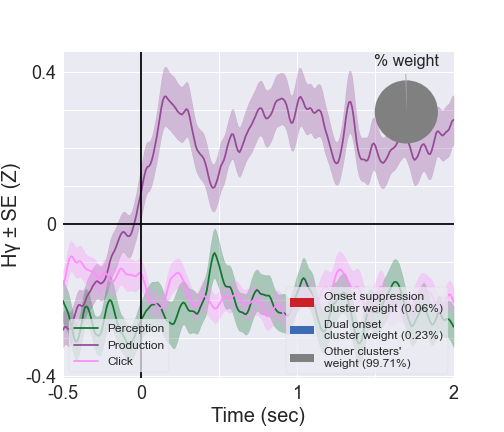 % weight
0.4
0
-0.4
Hγ ± SE (Z)
Perception
Production
Click
Onset suppression
cluster weight (0.06%)
Dual onset
cluster weight (0.23%)
Other clusters'
weight (99.71%)
-0.5
0
1
2
Time (sec)